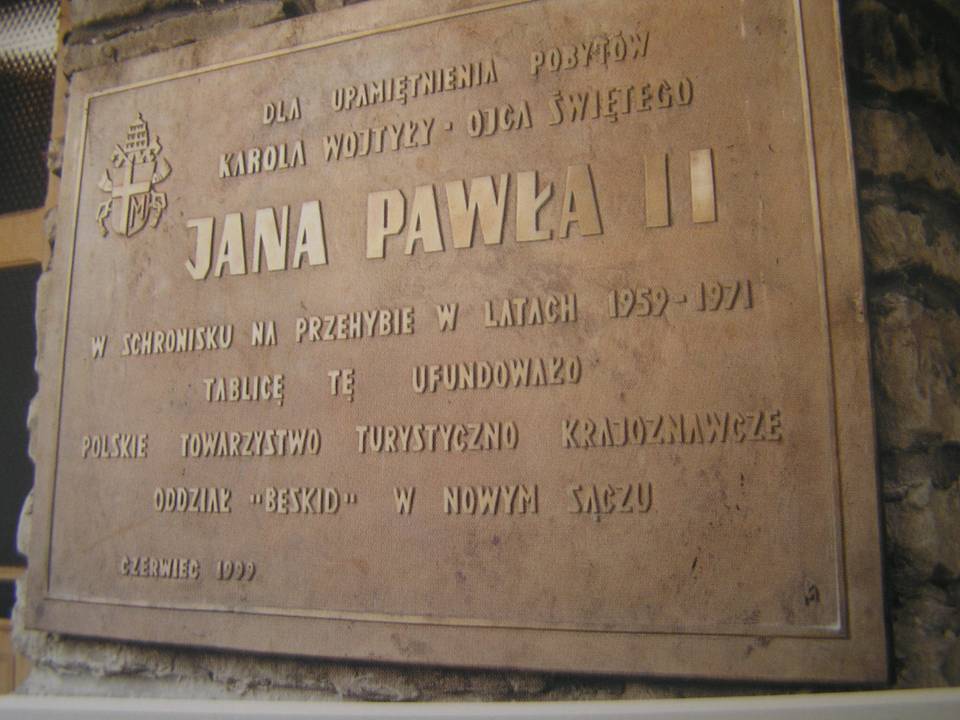 DLA UPAMIĘTNIENIA POBYTÓW
KAROLA WOJTYŁY - OJCA ŚWIĘTEGO
JANA PAWŁA II
W SCHRONISKU NA PRZEHYBIE W LATACH 1959-1971
TABLICĘ TĘ UFUNDOWAŁO
POLSKIE TOWARZYSTWO TURYSTYCZNO KRAJOZNAWCZE
ODDZIAŁ "BESKID" W NOWYM SĄCZU
CZERWIEC 1999